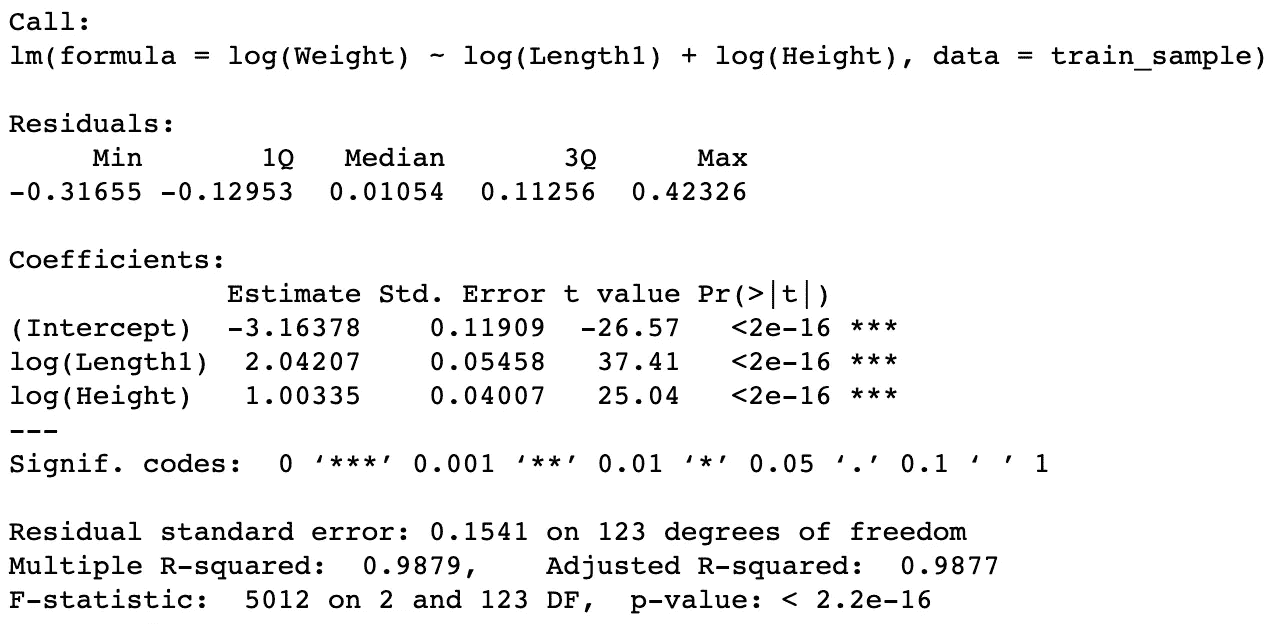 Call:
lm(formula = log(Weight) ~ log(Length1) + log(Height), data = train_sample)
Residuals:
Min 1Q Median 3Q Max
-0.31655 -0.12953 0.01054 0.11256 0.42326
Coefficients:
Estimate Std. Error t value Pr(>|t|)
(Intercept) -3.16378 0.11909 -26.57 <2e-16 ***
log(Length1) 2.04207 0.05458 37.41 <2e-16 ***
log(Height) 1.00335 0.04007 25.04 <2e-16 ***
---
Signif. codes: 0 ‘***’ 0.001 ‘**’ 0.01 ‘*’ 0.05 ‘.’ 0.1 ‘ ’ 1
Residual standard error: 0.1541 on 123 degrees of freedom
Multiple R-squared: 0.9879, Adjusted R-squared: 0.9877
F-statistic: 5012 on 2 and 123 DF, p-value: < 2.2e-16